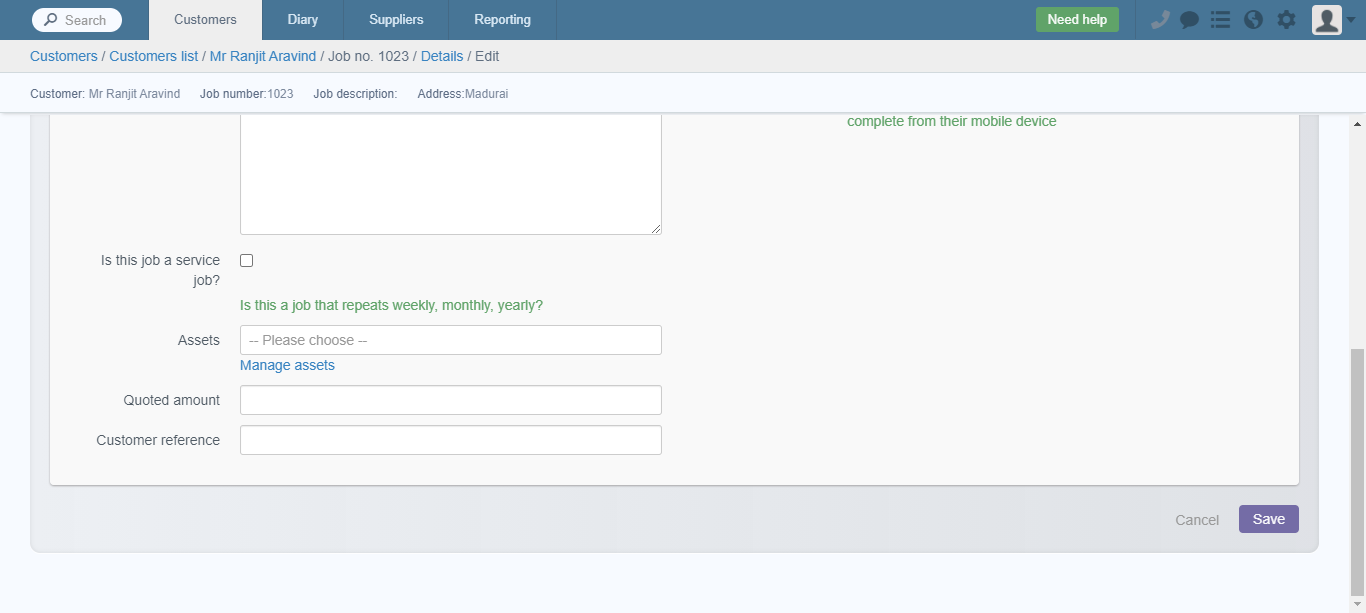 Search
Customers
Diary
Suppliers
Reporting
Need help
Customers / Customers list / Mr Ranjit Aravind / Job no. 1023 / Details / Edit
Customer: Mr Ranjit Aravind Job number:1023 Job description: Address:Madurai
complete from their mobile device
Is this job a service
job?
Is this a job that repeats weekly, monthly, yearly?
Assets
-- Please choose --
Manage assets
Quoted amount
Customer reference
Cancel
Save